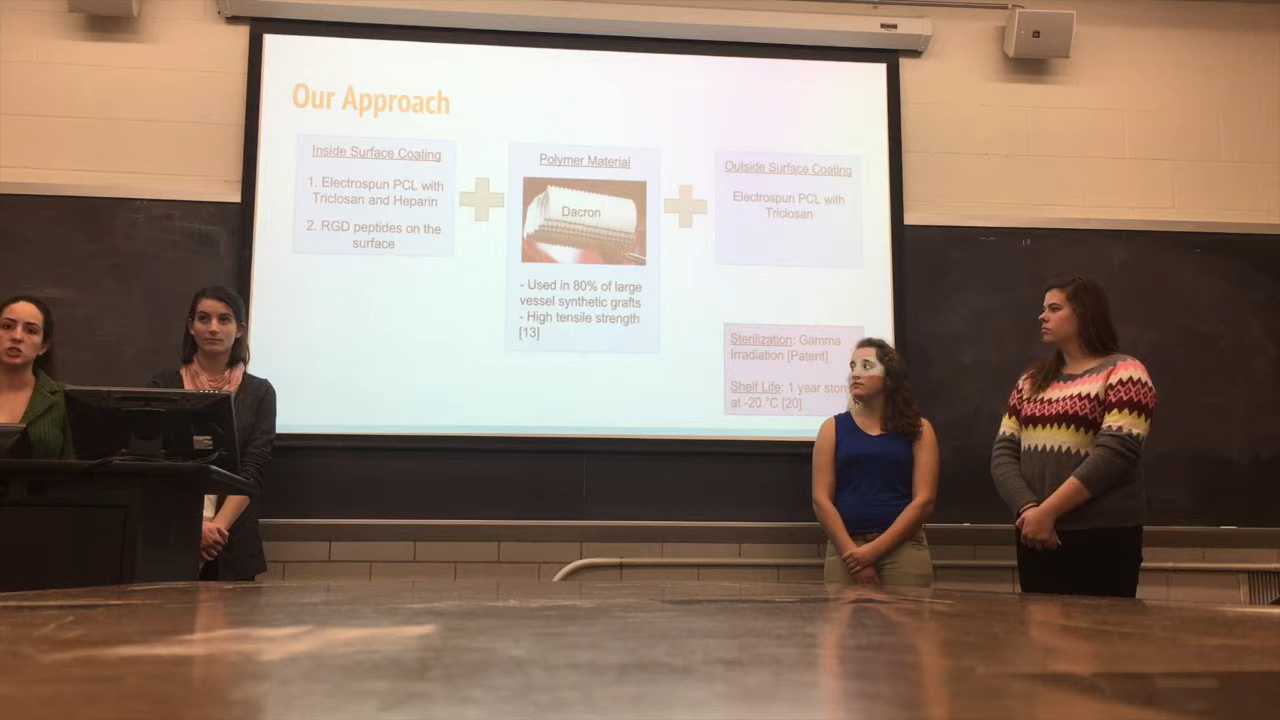 Our Approach
Inside Surface Coating
1. Electrospun PCL with
Triclosan and Heparin
2. RGD peptides on the
surface
Polymer Material
Dacron
- Used in 80% of large
vessel synthetic grafts
- High tensile strength
[13]
Outside Surface Coating
Electrospun PCL with
Triclosan
Sterilization: Gamma
Irradiation [Patent]
Shelf Life: 1 year
at -20 °C [20]